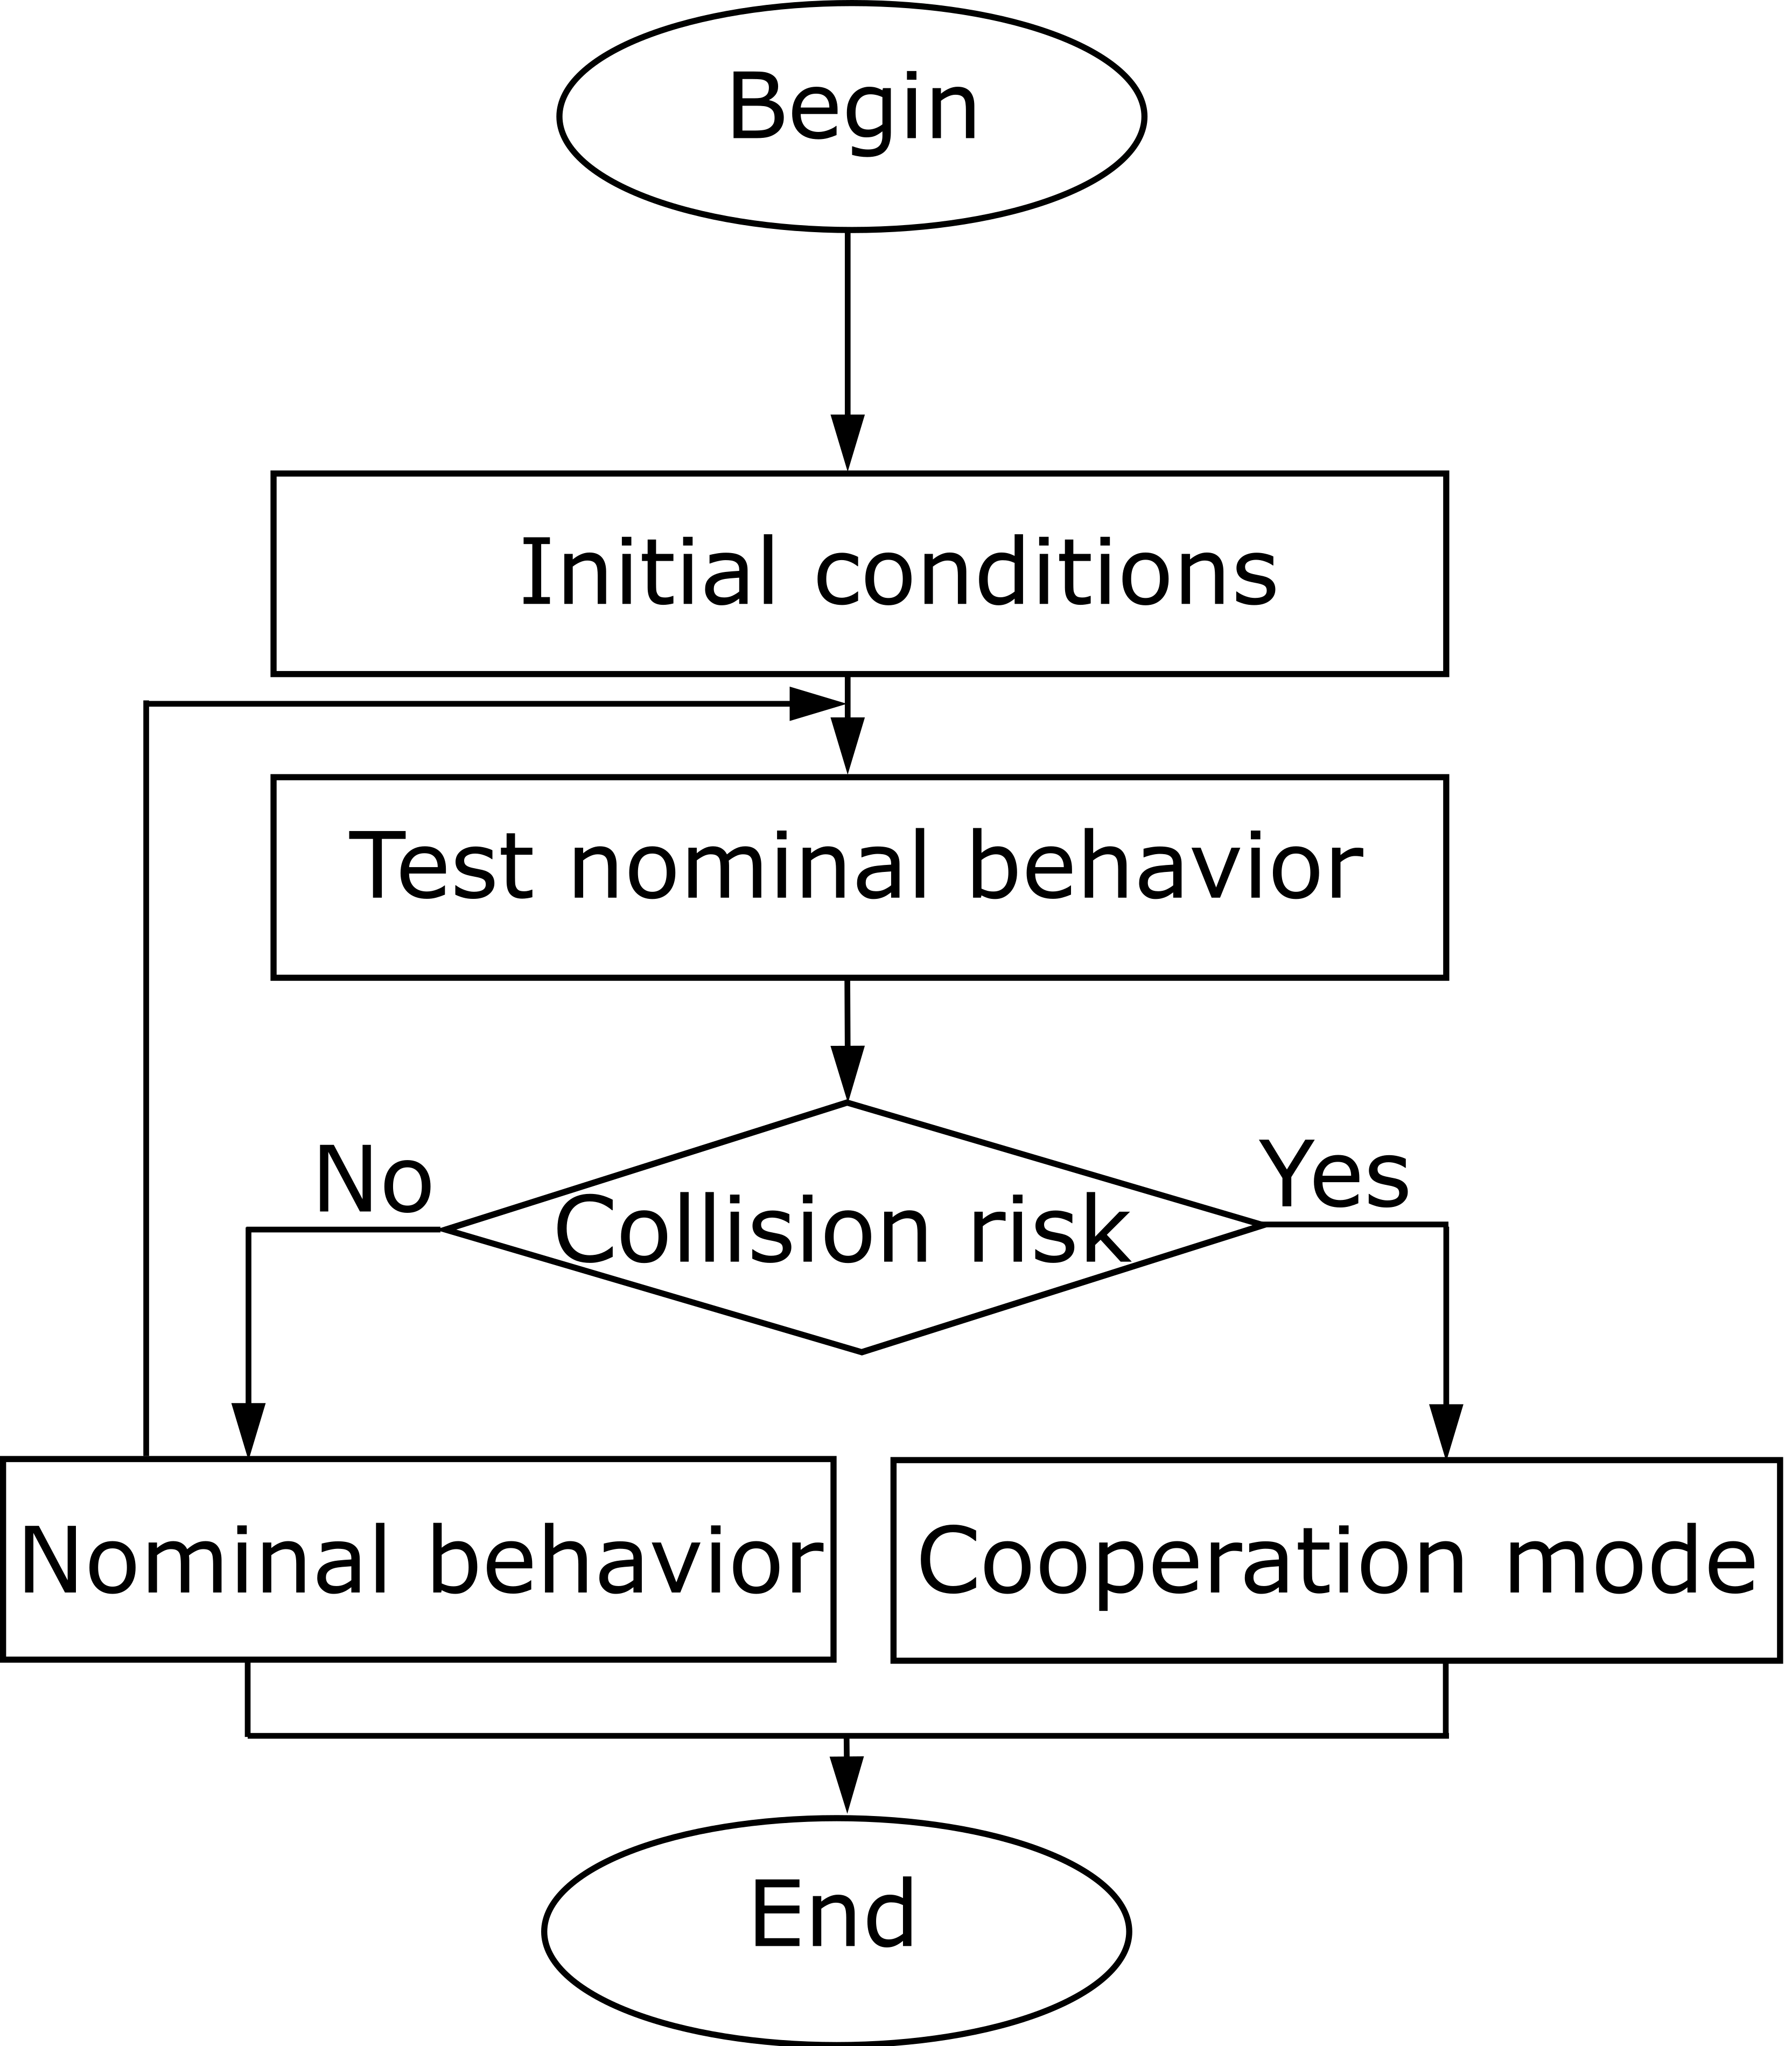 Begin
Initial conditions
Test nominal behavior
No
Yes
Collision risk
Nominal behavior
Cooperation mode
End